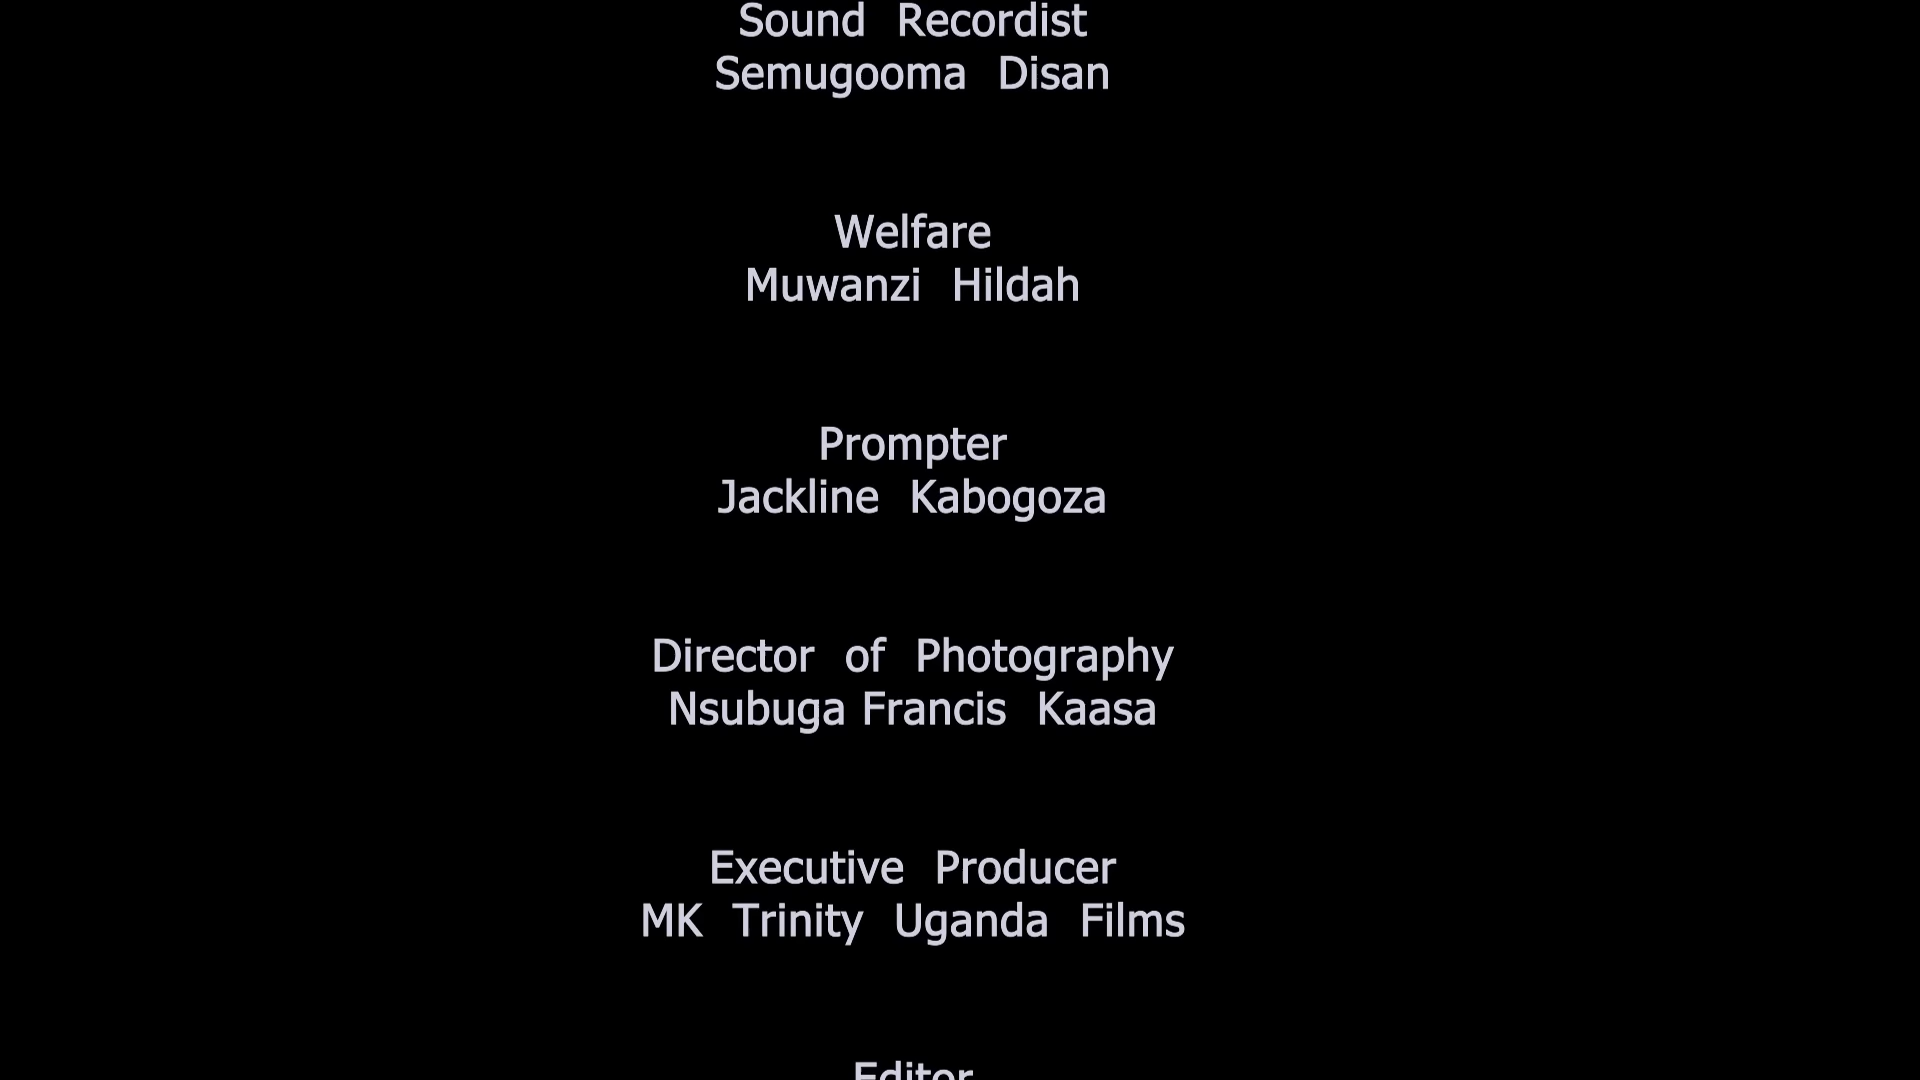 Sound Recordist
Semugooma Disan
Welfare
Muwanzi Hildah
Prompter
Jackline Kabogoza
Director of Photography
Nsubuga Francis Kaasa
Executive Producer
MK Trinity Uganda Films
Editor